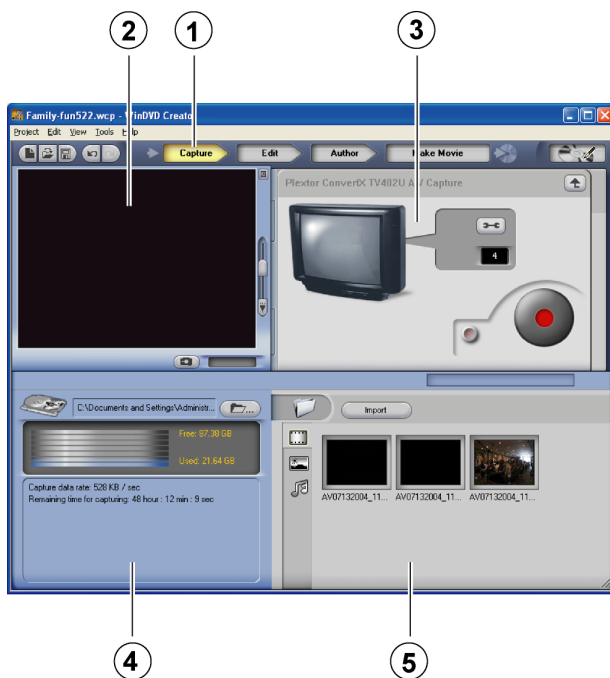 2 1 3
Family-fun522.wcp - WinDVD Creator
Project Edit View Tools Help
Capture Edit Author Make Movie
Plextor ConvertX TV402U A/V Capture
4
C:\Documents and Settings\Administr...
Import
Free: 87.38 GB
Used: 21.64 GB
Capture data rate: 528 KB / sec
Remaining time for capturing: 48 hour : 12 min : 9 sec
AV07132004_11... AV07132004_11... AV07132004_11...
4 5